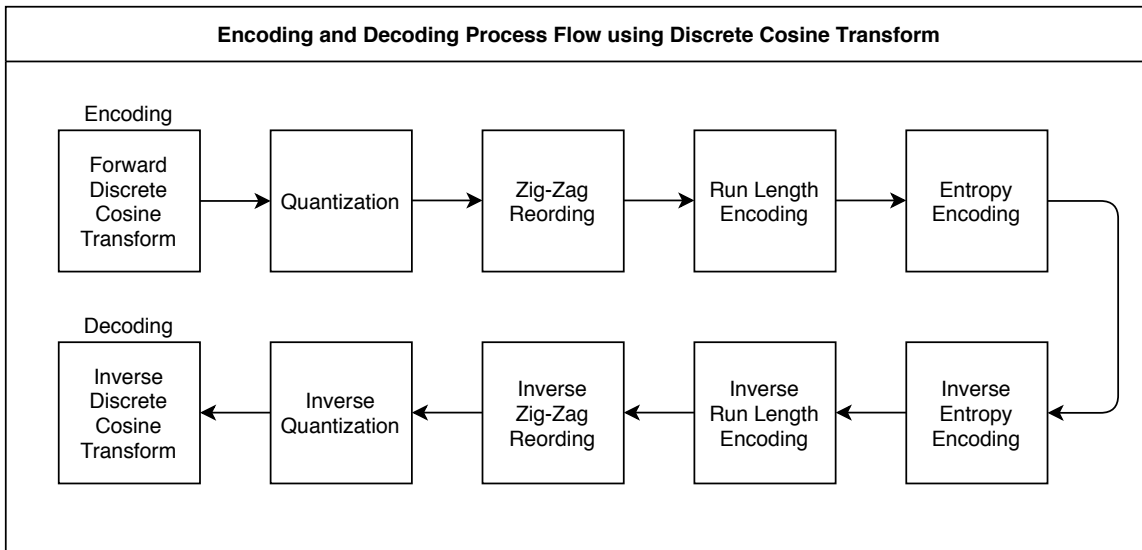 Encoding and Decoding Process Flow using Discrete Cosine Transform
Encoding
Forward
Discrete
Cosine
Transform
Quantization
Zig-Zag
Reording
Run Length
Encoding
Entropy
Encoding
Decoding
Inverse
Discrete
Cosine
Transform
Inverse
Quantization
Inverse
Zig-Zag
Reording
Inverse
Run Length
Encoding
Inverse
Entropy
Encoding